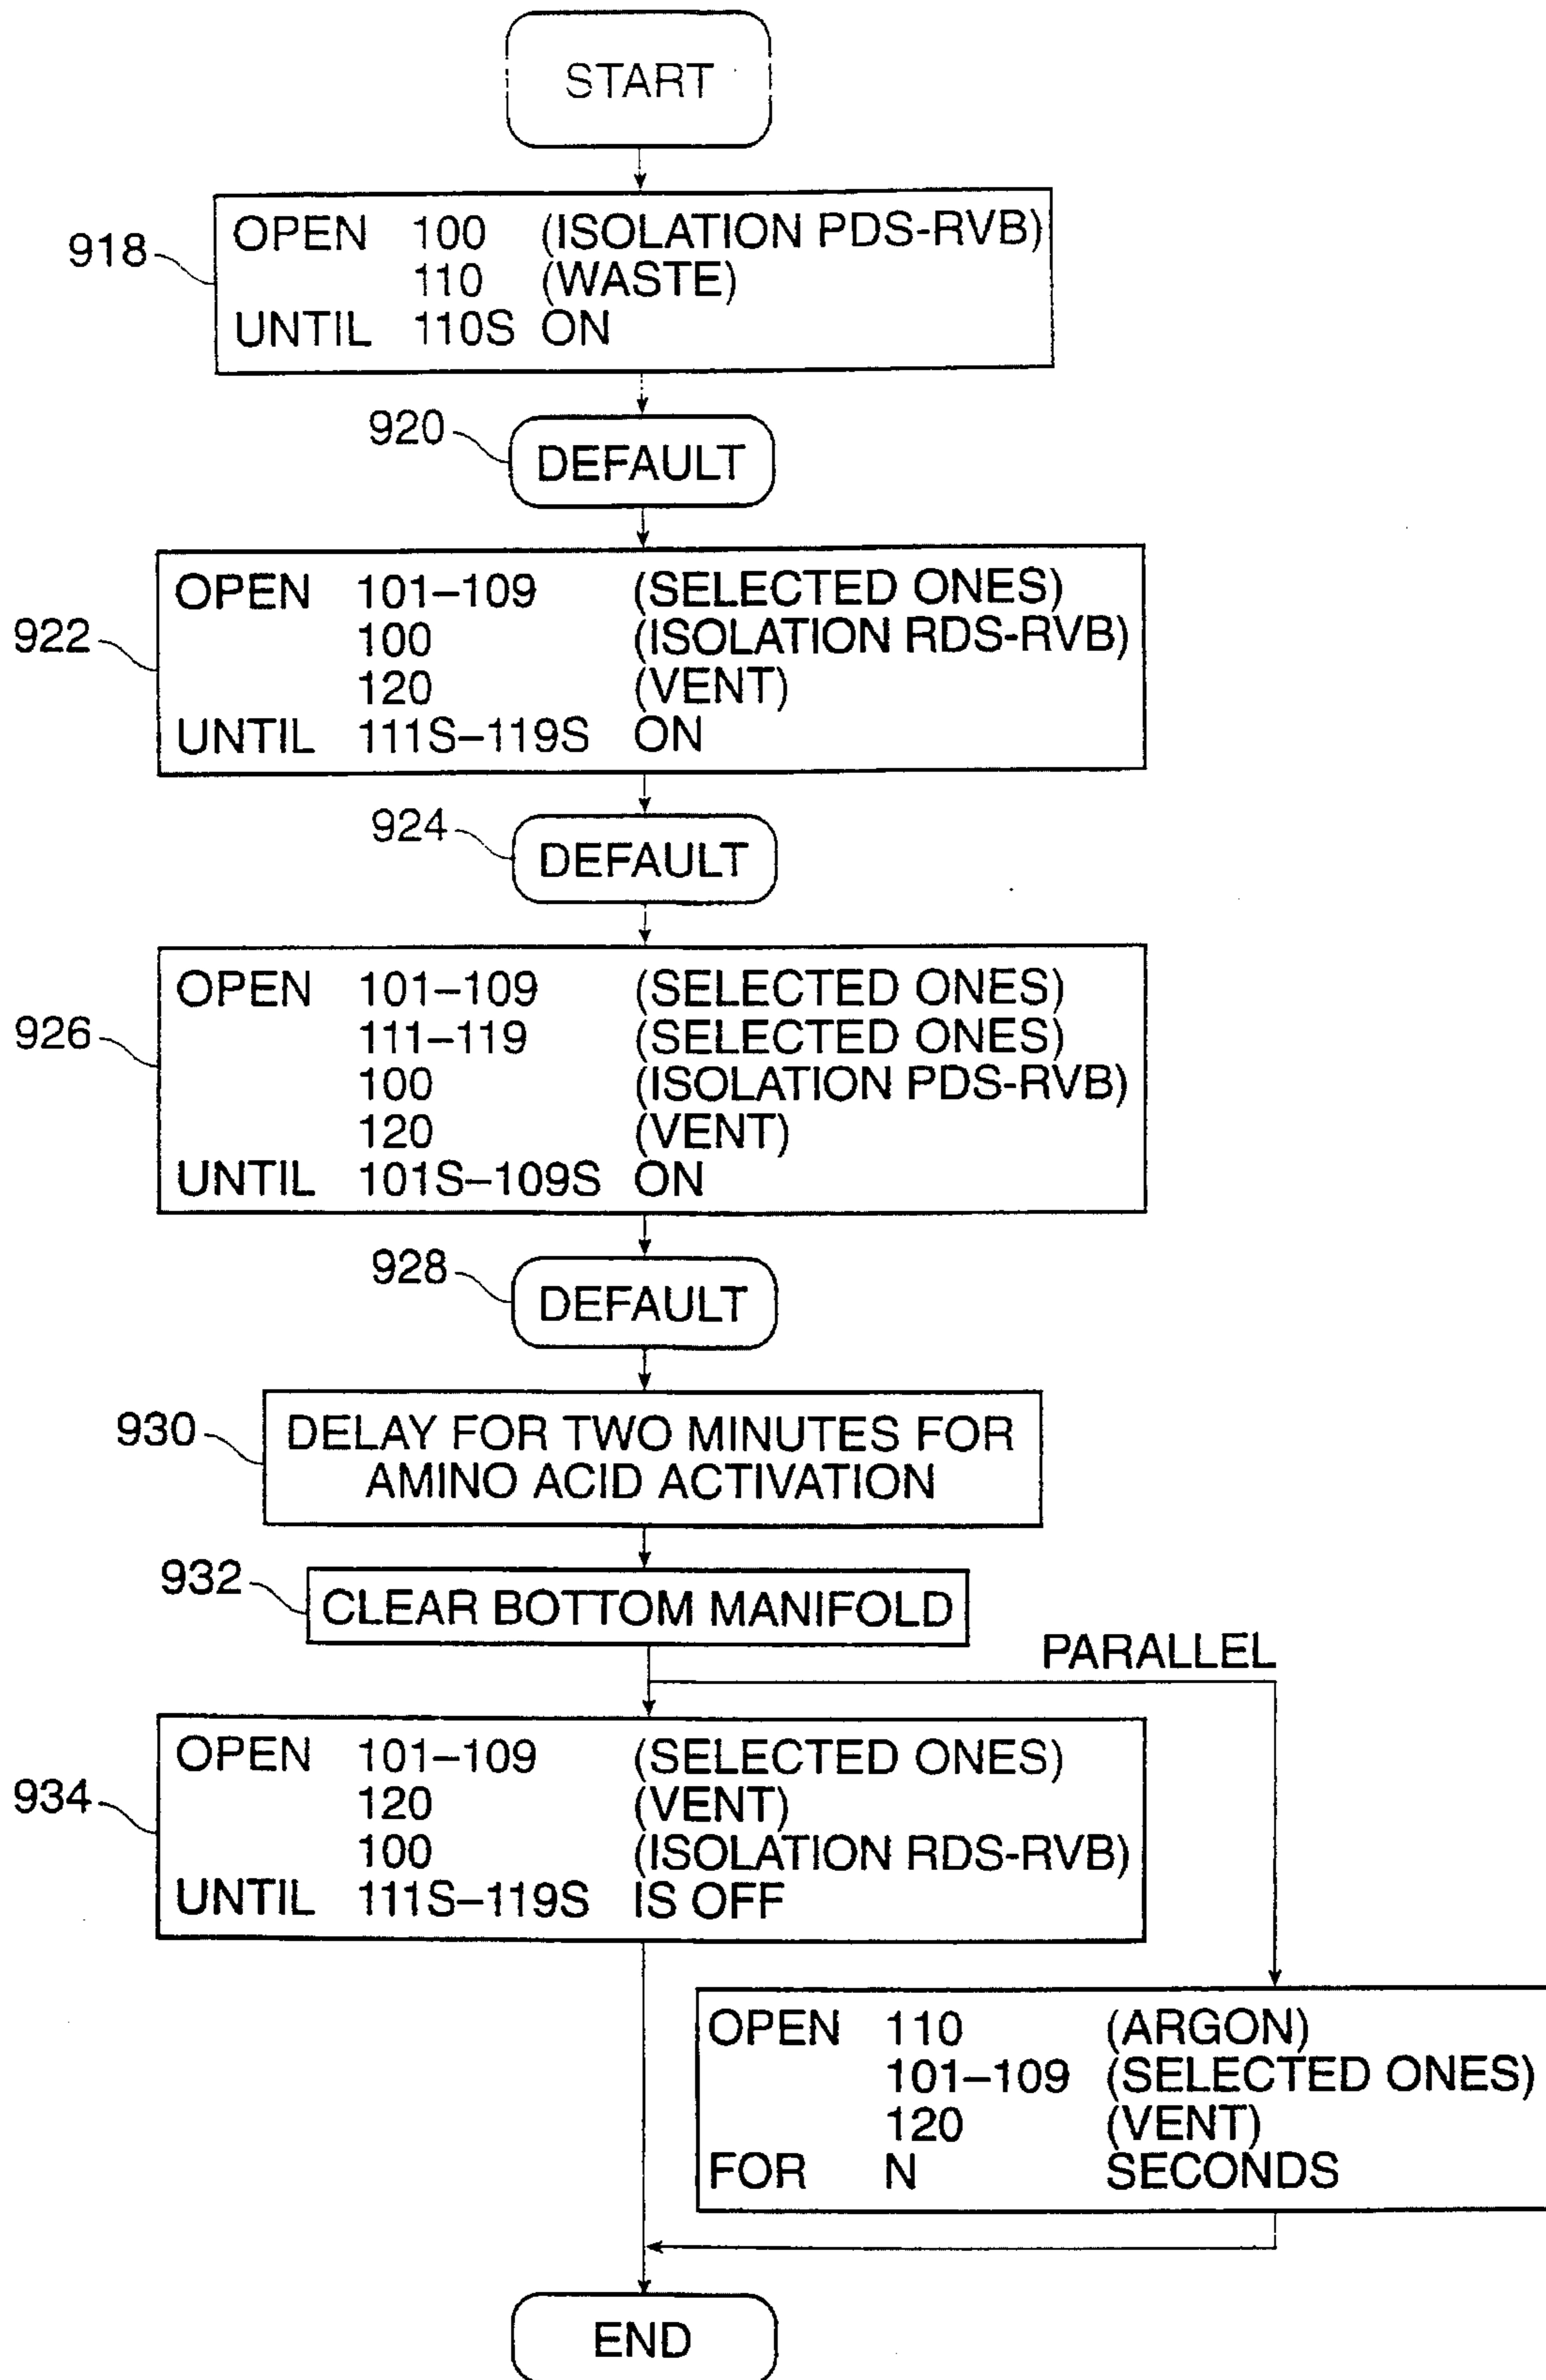 START
918
OPEN 100 (ISOLATION PDS-RVB)
110 (WASTE)
UNTIL 110S ON
920
DEFAULT
922
OPEN 101–109 (SELECTED ONES)
100 (ISOLATION RDS-RVB)
120 (VENT)
UNTIL 111S–119S ON
924
DEFAULT
926
OPEN 101–109 (SELECTED ONES)
111–119 (SELECTED ONES)
100 (ISOLATION PDS-RVB)
120 (VENT)
UNTIL 101S–109S ON
928
DEFAULT
930
DELAY FOR TWO MINUTES FOR
AMINO ACID ACTIVATION
932
CLEAR BOTTOM MANIFOLD
PARALLEL
934
OPEN 101–109 (SELECTED ONES)
120 (VENT)
100 (ISOLATION RDS-RVB)
UNTIL 111S–119S IS OFF
OPEN 110 (ARGON)
101–109 (SELECTED ONES)
120 (VENT)
FOR N SECONDS
END